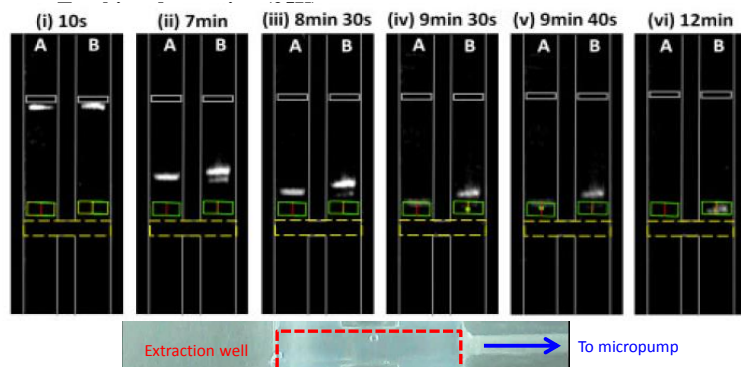 (i) 10s (ii) 7min (iii) 8min 30s (iv) 9min 30s (v) 9min 40s (vi) 12min
A B A B A B A B A B A B
Extraction well To micropump